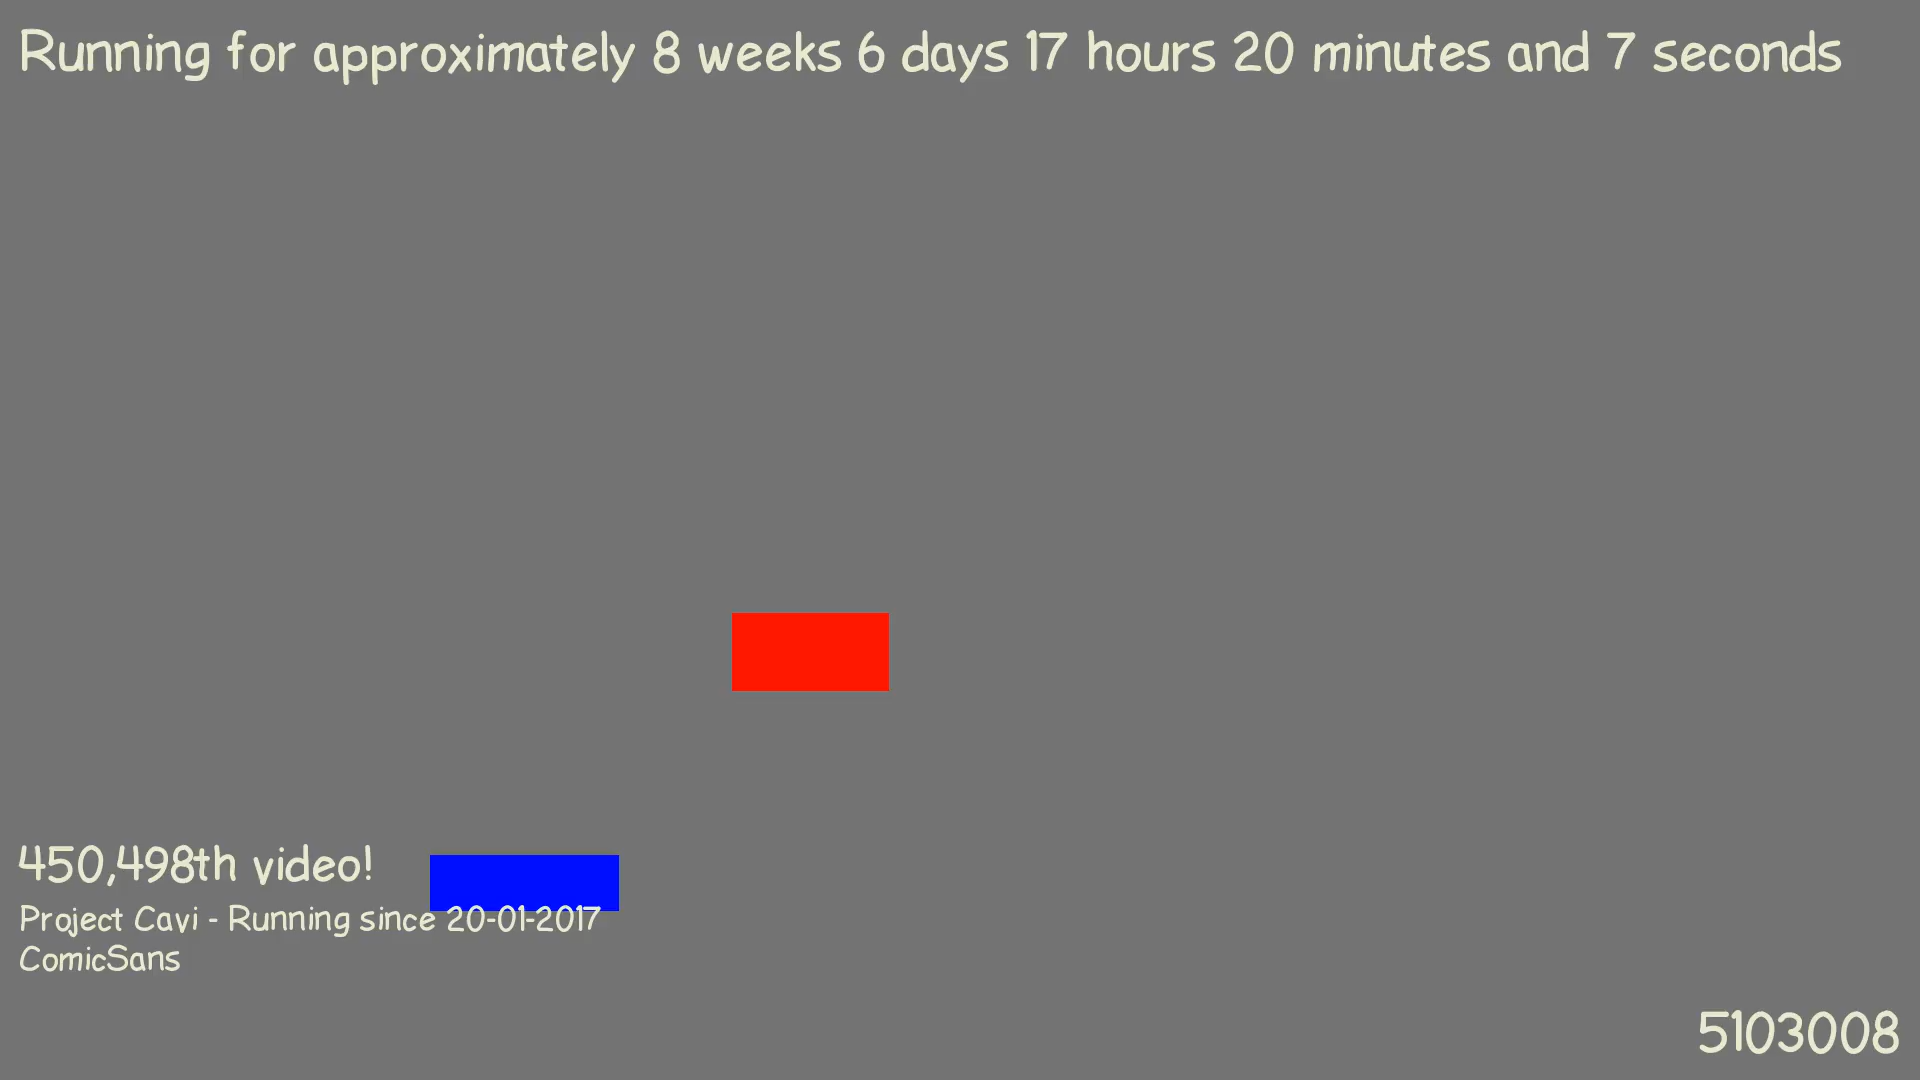 Running for approximately 8 weeks 6 days 17 hours 20 minutes and 7 seconds
450,498th video!
Project Cavi - Running since 20-01-2017
ComicSans
5103008